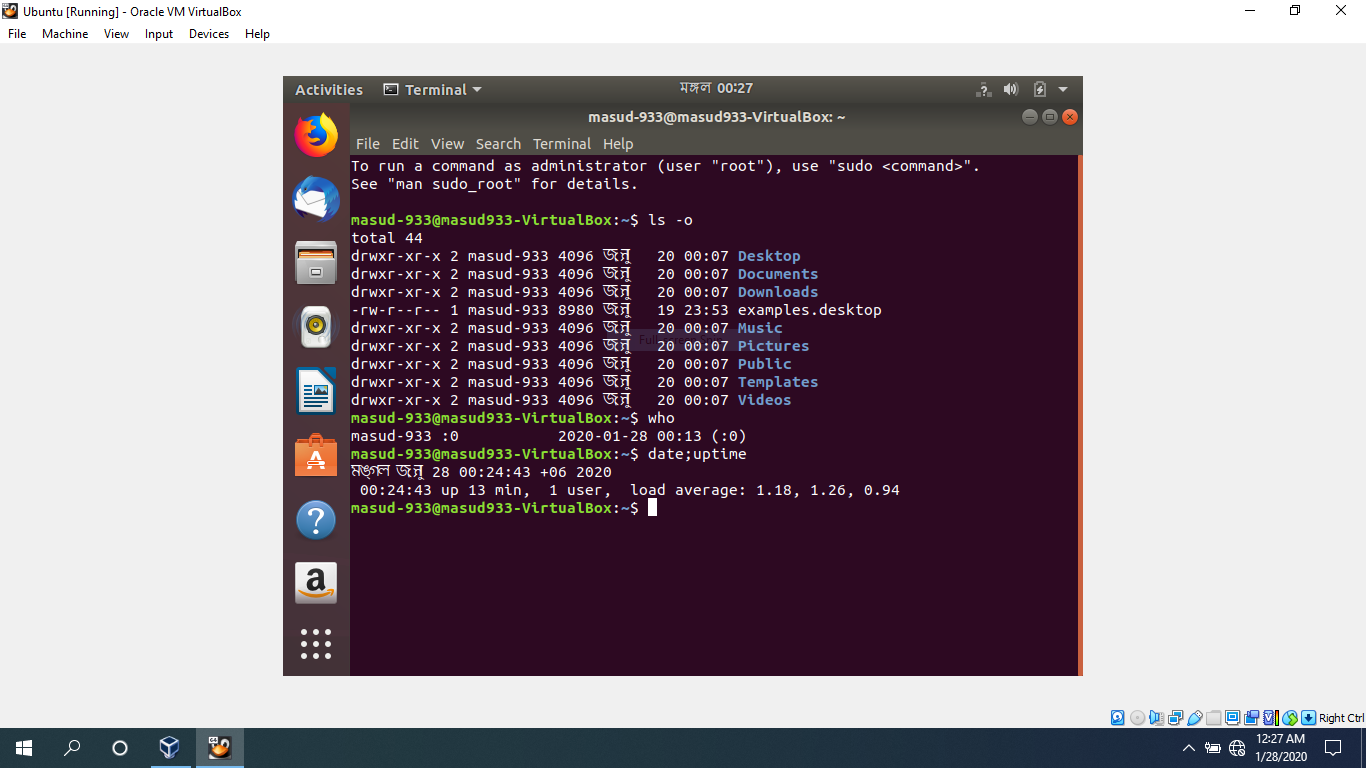 Ubuntu [Running] - Oracle VM VirtualBox
File Machine View Input Devices Help
Activities Terminal মঙ্গল 00:27
masud-933@masud933-VirtualBox: ~
File Edit View Search Terminal Help
To run a command as administrator (user "root"), use "sudo <command>".
See "man sudo_root" for details.
masud-933@masud933-VirtualBox:~$ ls -o
total 44
drwxr-xr-x 2 masud-933 4096 জানু 20 00:07 Desktop
drwxr-xr-x 2 masud-933 4096 জানু 20 00:07 Documents
drwxr-xr-x 2 masud-933 4096 জানু 20 00:07 Downloads
-rw-r--r-- 1 masud-933 8980 জানু 19 23:53 examples.desktop
drwxr-xr-x 2 masud-933 4096 জানু 20 00:07 Music
drwxr-xr-x 2 masud-933 4096 জানু 20 00:07 Pictures
drwxr-xr-x 2 masud-933 4096 জানু 20 00:07 Public
drwxr-xr-x 2 masud-933 4096 জানু 20 00:07 Templates
drwxr-xr-x 2 masud-933 4096 জানু 20 00:07 Videos
masud-933@masud933-VirtualBox:~$ who
masud-933 :0 2020-01-28 00:13 (:0)
masud-933@masud933-VirtualBox:~$ date;uptime
মঙ্গল জানু 28 00:24:43 +06 2020
00:24:43 up 13 min, 1 user, load average: 1.18, 1.26, 0.94
masud-933@masud933-VirtualBox:~$
Right Ctrl
12:27 AM
1/28/2020